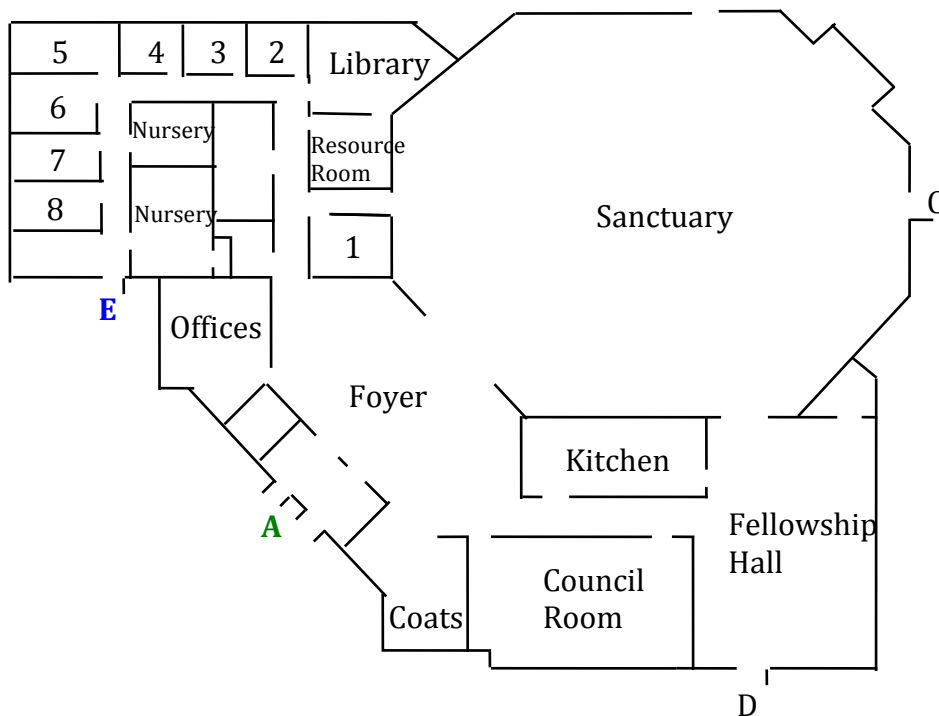 5
4
3
2
Library
6
Nursery
Resource
Room
7
8
Nursery
Sanctuary
C
1
E
Offices
Foyer
Kitchen
A
Fellowship
Hall
Council
Room
Coats
D